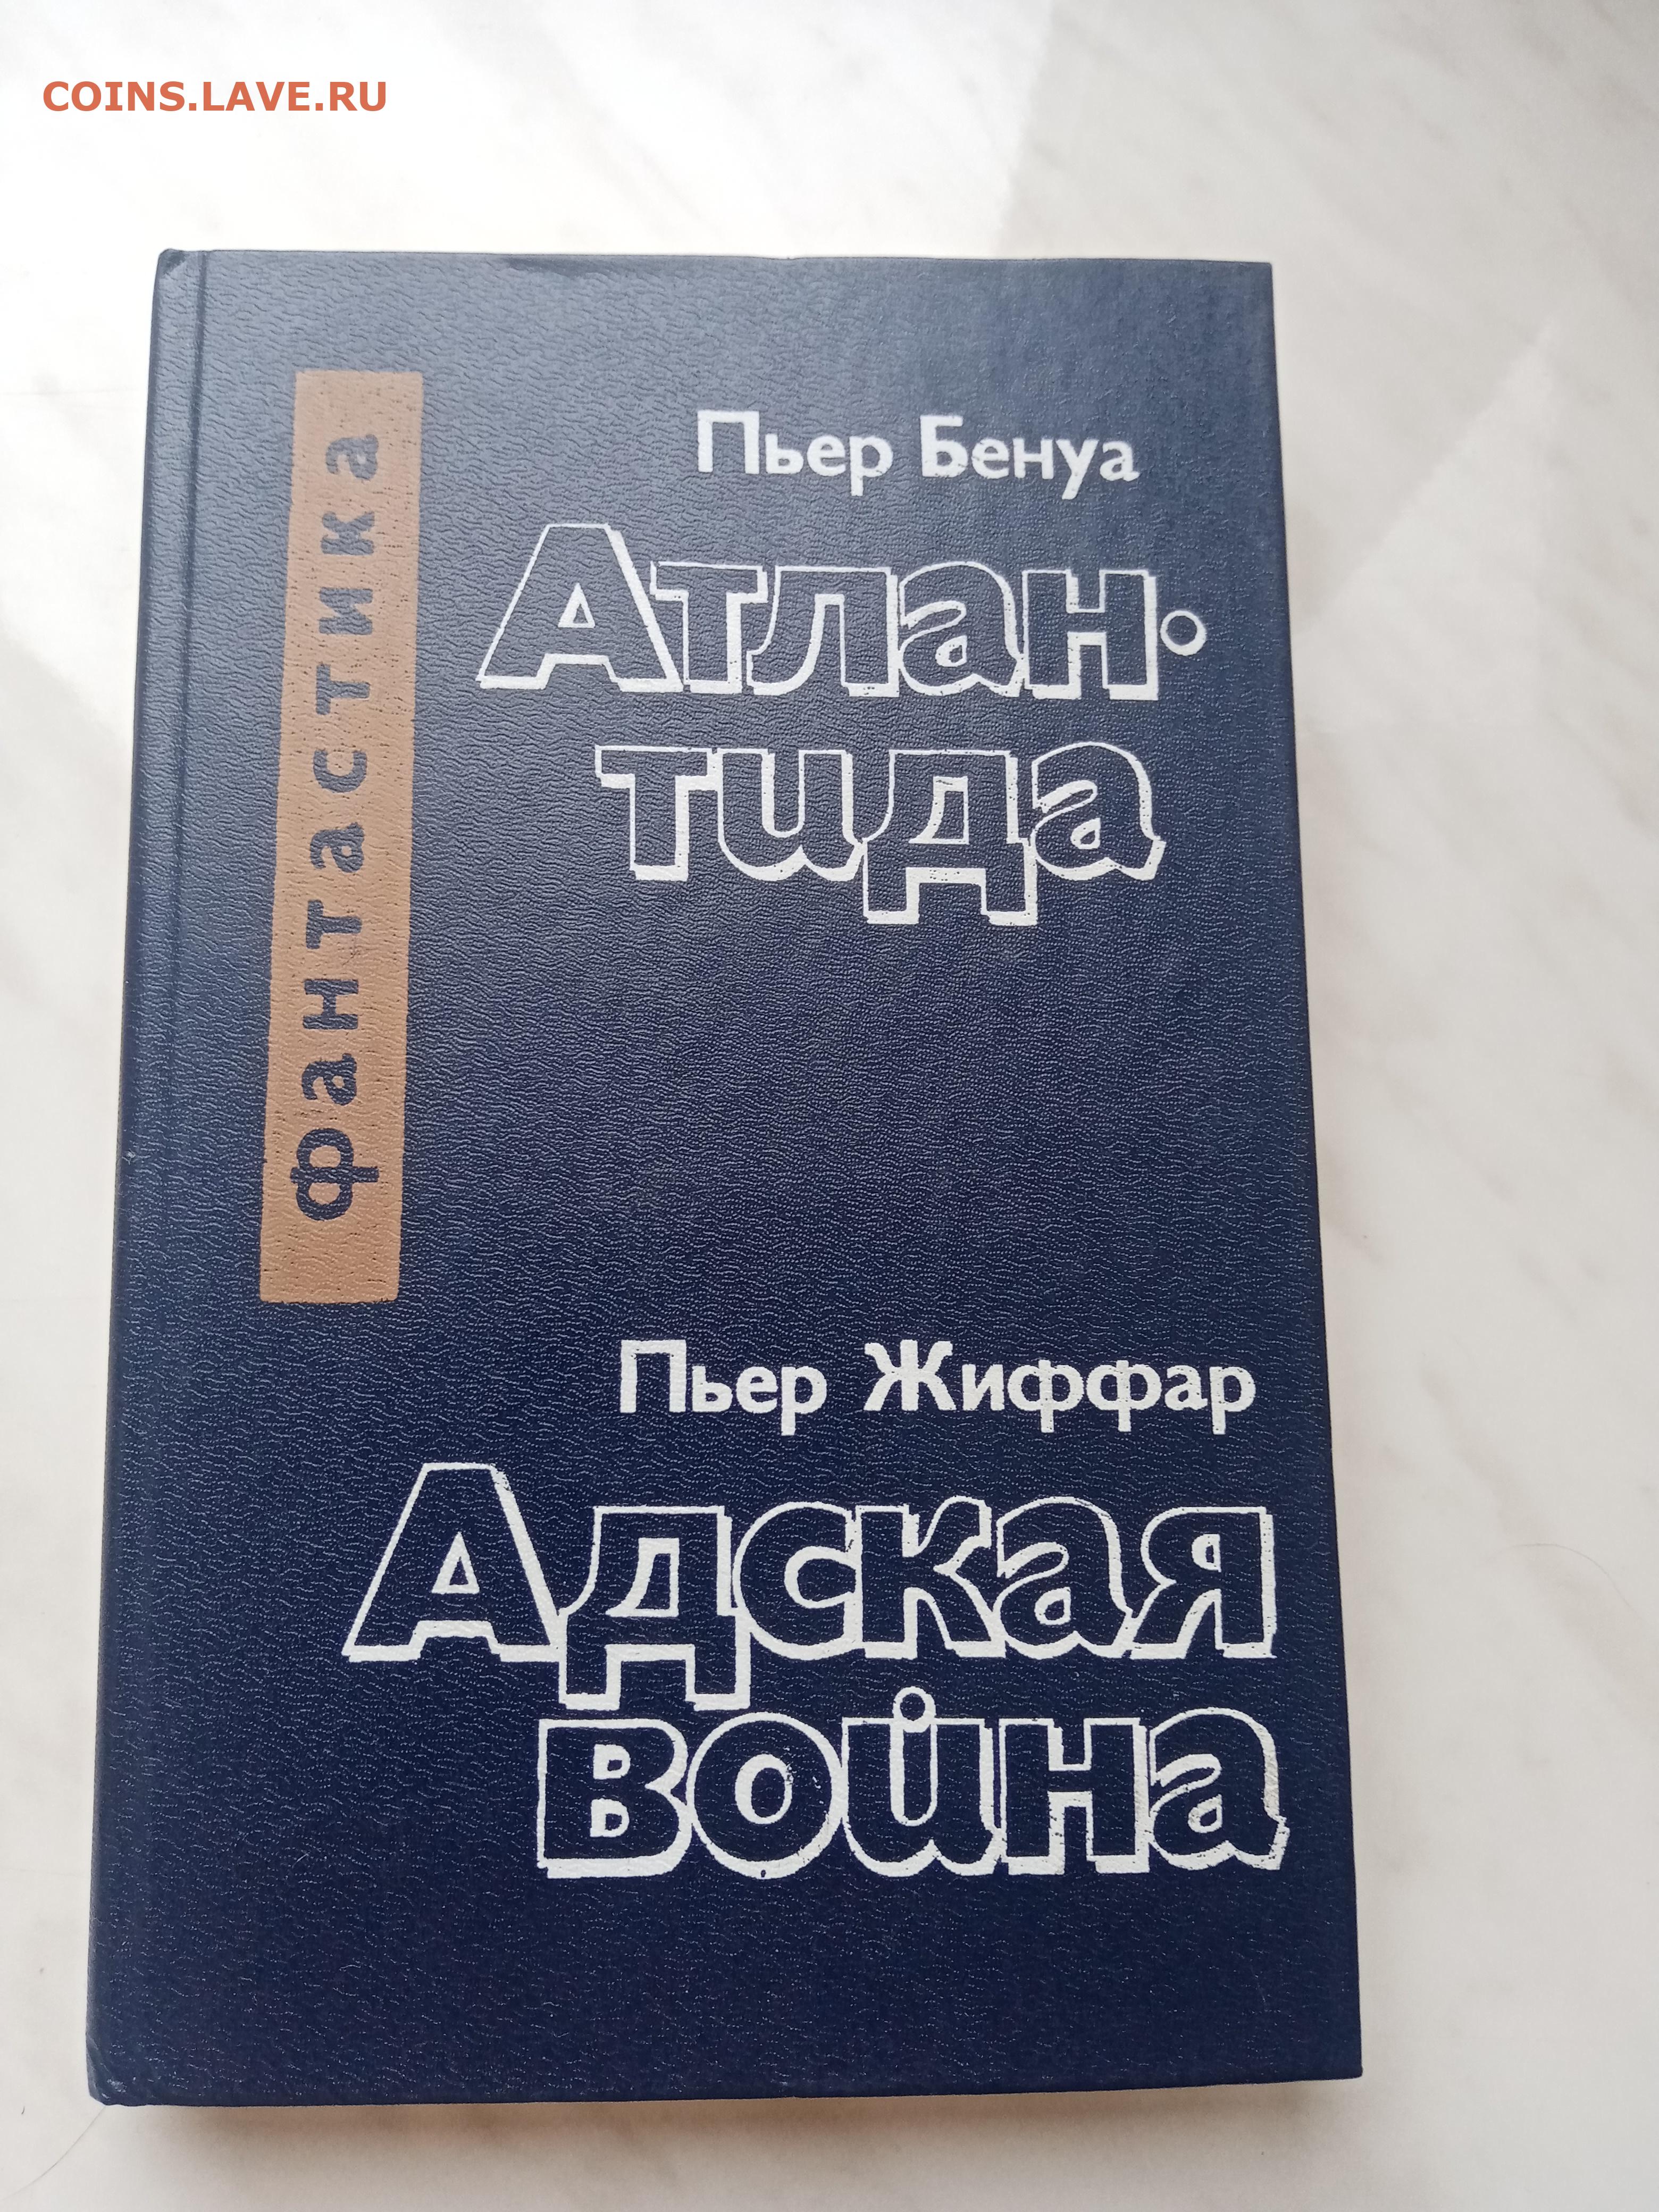 COINS.LAVE.RU
фантастика
Пьер Бенуа
Атлан-
тида
Пьер Жиффар
Адская
война